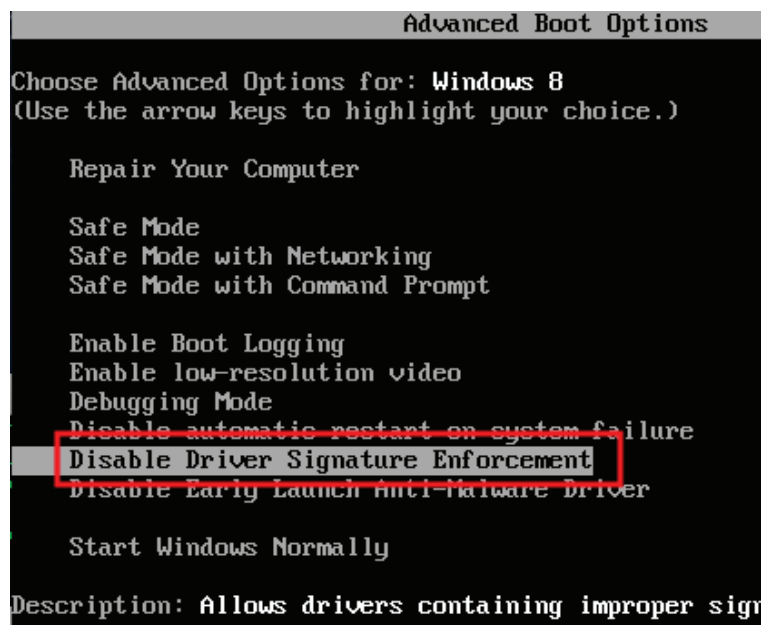 Advanced Boot Options
Choose Advanced Options for: Windows 8
(Use the arrow keys to highlight your choice.)
Repair Your Computer
Safe Mode
Safe Mode with Networking
Safe Mode with Command Prompt
Enable Boot Logging
Enable low-resolution video
Debugging Mode
Disable automatic restart on system failure
Disable Driver Signature Enforcement
Disable Early Launch Anti-Malware Driver
Start Windows Normally
Description: Allows drivers containing improper